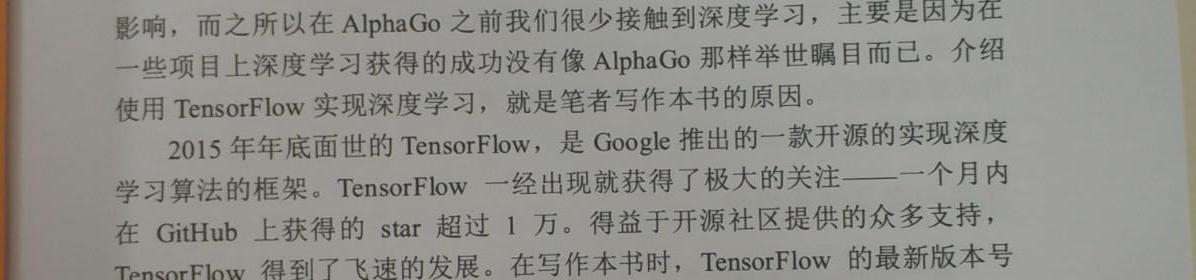 影响，而之所以在 AlphaGo 之前我们很少接触到深度学习，主要是因为在
一些项目上深度学习获得的成功没有像 AlphaGo 那样举世瞩目而已。介绍
使用 TensorFlow 实现深度学习，就是笔者写作本书的原因。
2015 年年底面世的 TensorFlow，是 Google 推出的一款开源的实现深度
学习算法的框架。TensorFlow 一经出现就获得了极大的关注——一个月内
在 GitHub 上获得的 star 超过 1 万。得益于开源社区提供的众多支持，
TensorFlow 得到了飞速的发展。在写作本书时，TensorFlow 的最新版本号